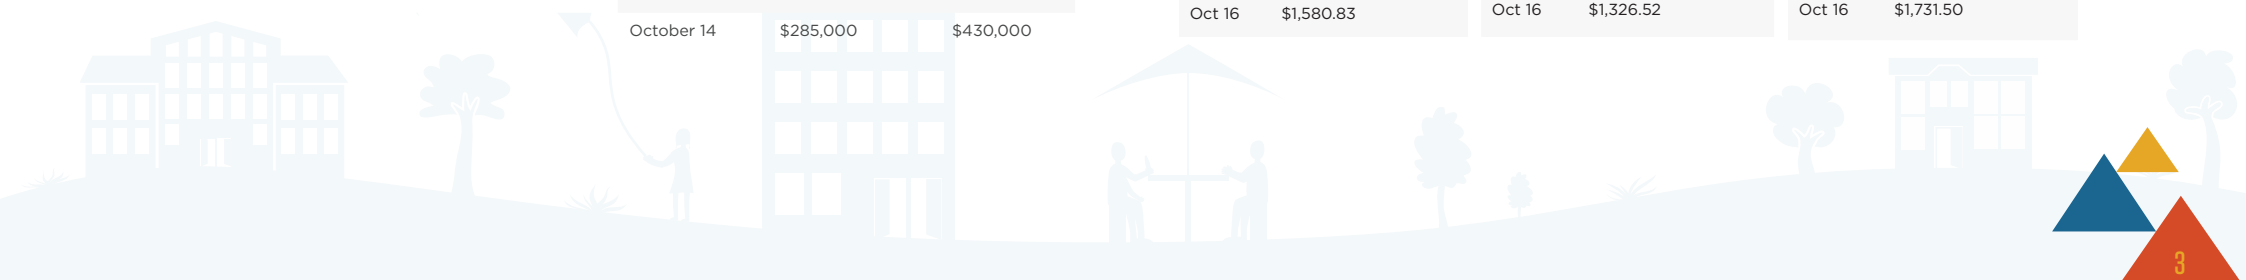 October 14 $285,000 $430,000
Oct 16 $1,580.83
Oct 16 $1,326.52
Oct 16 $1,731.50
3